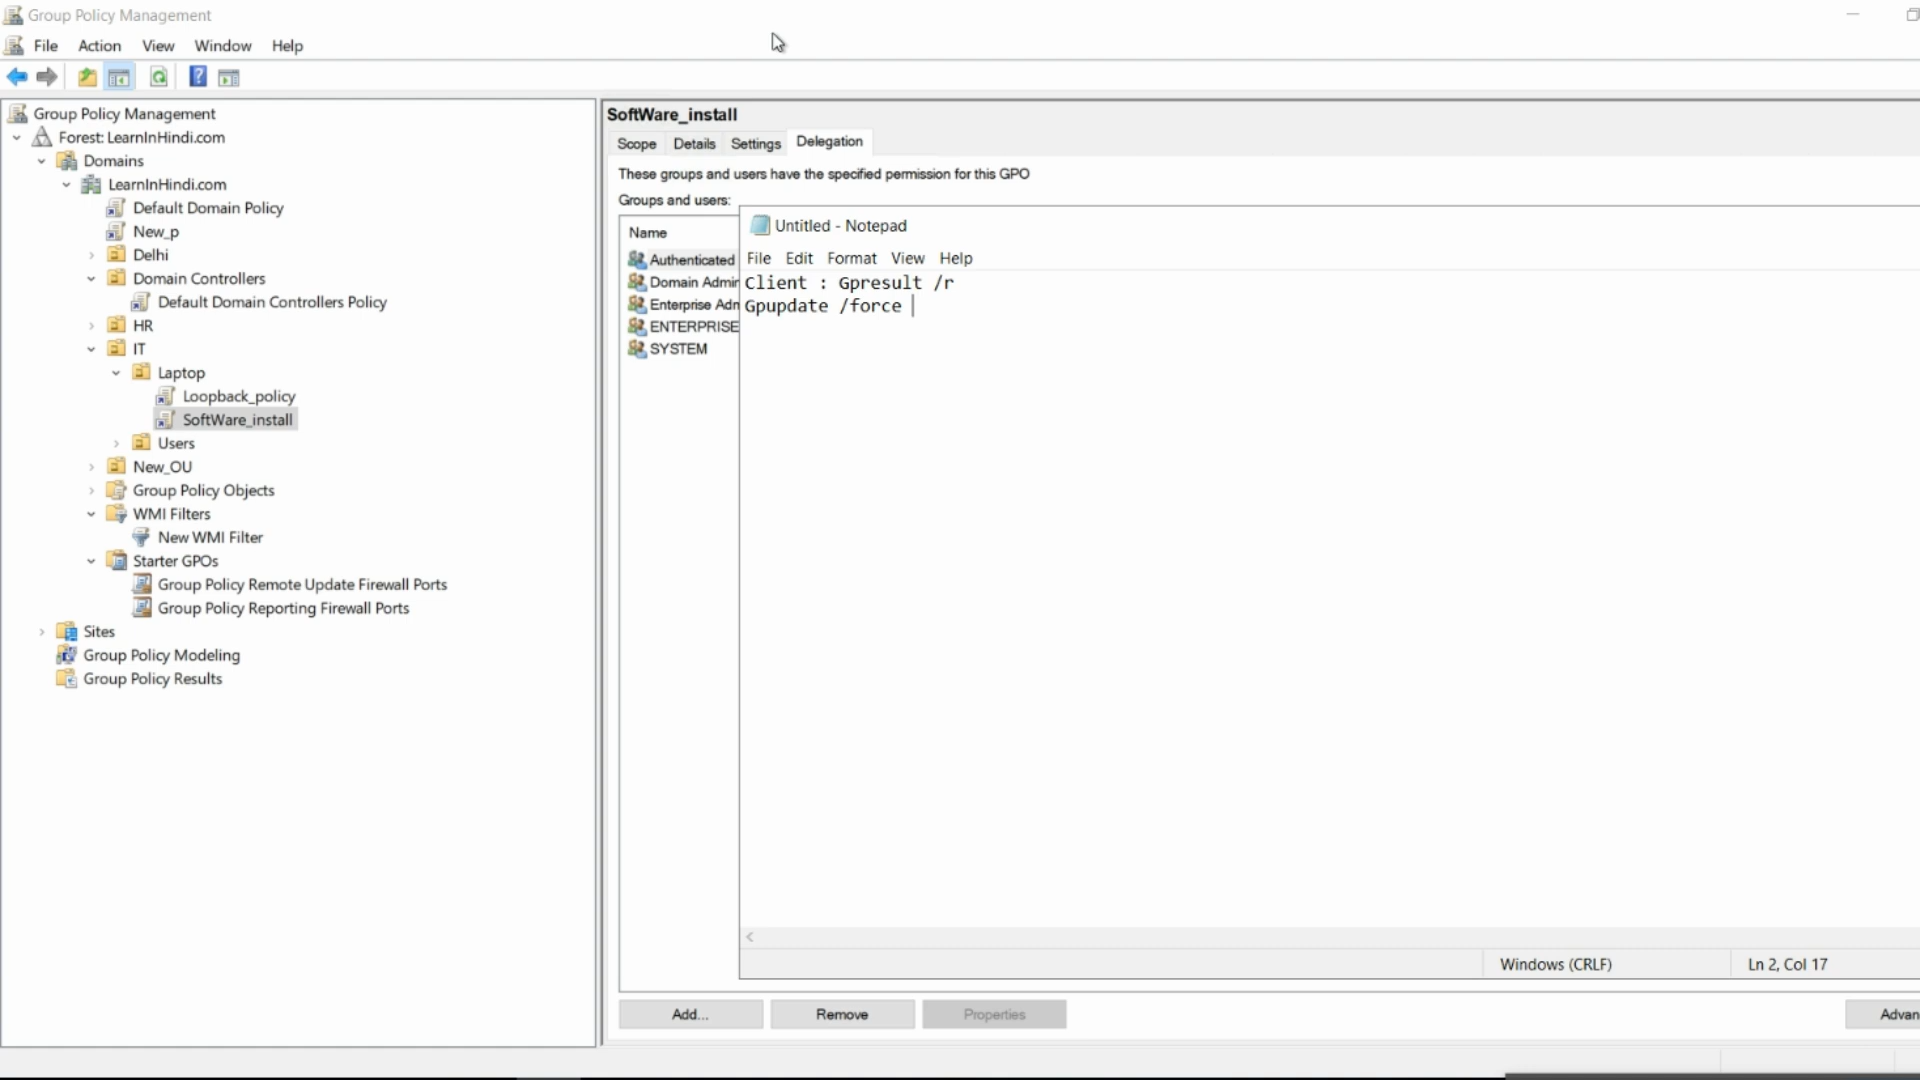 Group Policy Management
File Action View Window Help
Group Policy Management
Forest: LearnInHindi.com
Domains
LearnInHindi.com
Default Domain Policy
New_p
Delhi
Domain Controllers
Default Domain Controllers Policy
HR
IT
Laptop
Loopback_policy
SoftWare_install
Users
New_OU
Group Policy Objects
WMI Filters
New WMI Filter
Starter GPOs
Group Policy Remote Update Firewall Ports
Group Policy Reporting Firewall Ports
Sites
Group Policy Modeling
Group Policy Results
SoftWare_install
Scope Details Settings Delegation
These groups and users have the specified permission for this GPO
Groups and users:
Name
Authenticated
Domain Admin
Enterprise Adn
ENTERPRISE
SYSTEM
Untitled - Notepad
File Edit Format View Help
Client : Gpresult /r
Gpupdate /force
Windows (CRLF) Ln 2, Col 17
Add... Remove Properties Advan